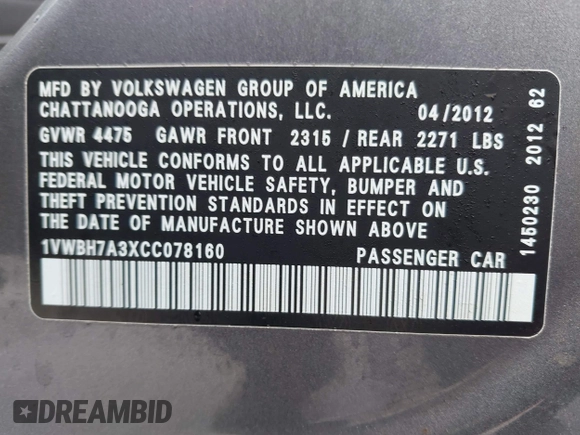 MFD BY VOLKSWAGEN GROUP OF AMERICA
CHATTANOOGA OPERATIONS, LLC. 04/2012
GVWR 4475 GAWR FRONT 2315 / REAR 2271 LBS
THIS VEHICLE CONFORMS TO ALL APPLICABLE U.S.
FEDERAL MOTOR VEHICLE SAFETY, BUMPER AND
THEFT PREVENTION STANDARDS IN EFFECT ON
THE DATE OF MANUFACTURE SHOWN ABOVE
1VWBH7A3XCC078160 PASSENGER CAR
1450230 2012 62
DREAMBID